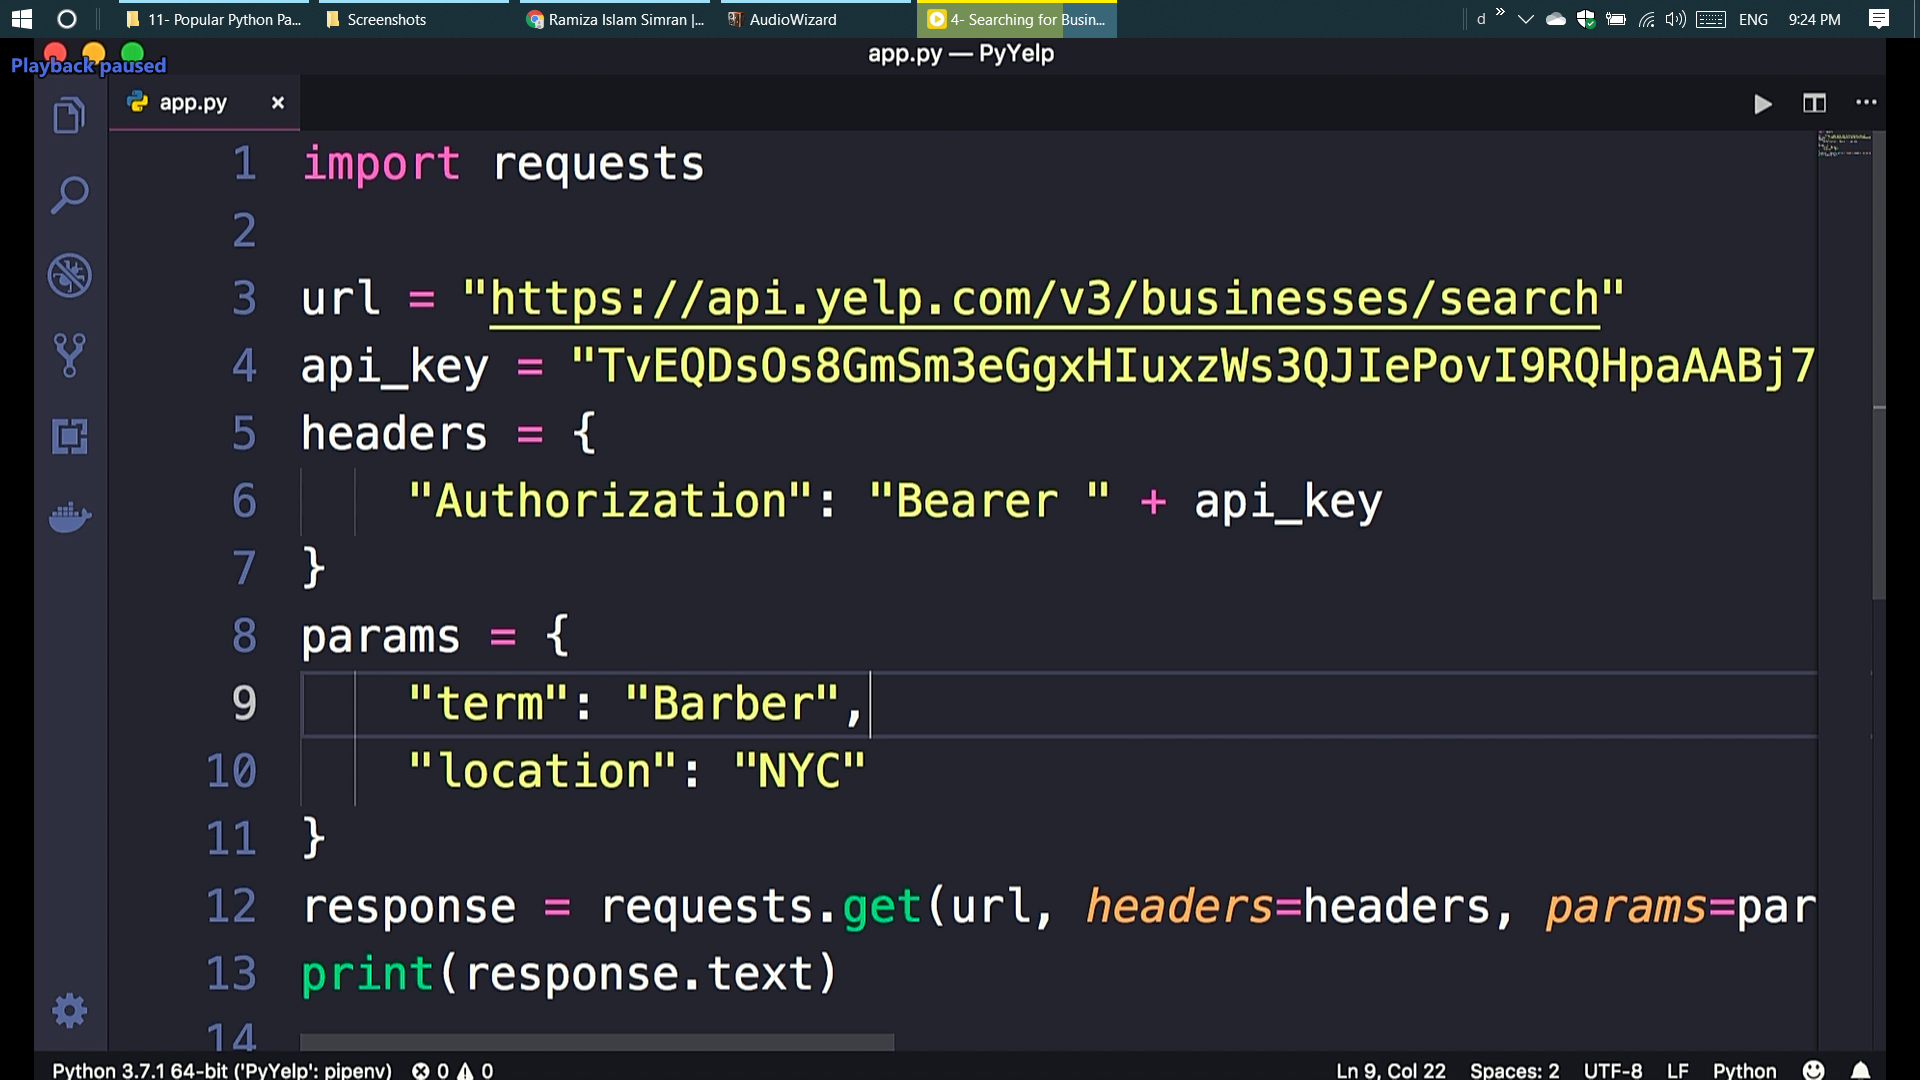 11- Popular Python Pa...
Screenshots
Ramiza Islam Simran |...
AudioWizard
4- Searching for Busin...
d
»
ENG
9:24 PM
Playback paused
app.py — PyYelp
app.py ×
1 import requests
2
3 url = "https://api.yelp.com/v3/businesses/search"
4 api_key = "TvEQDsOs8GmSm3eGgxHIuxzWs3QJIePovI9RQHpaAABj7
5 headers = {
6 "Authorization": "Bearer " + api_key
7 }
8 params = {
9 "term": "Barber",
10 "location": "NYC"
11 }
12 response = requests.get(url, headers=headers, params=par
13 print(response.text)
14
Python 3.7.1 64-bit ('PyYelp': pipenv) 0 0 Ln 9, Col 22 Spaces: 2 UTF-8 LF Python